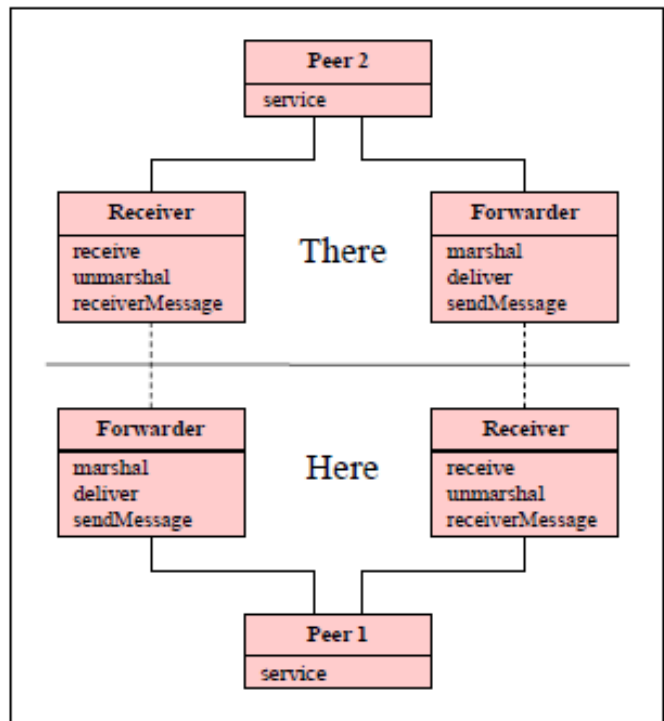 Peer 2
service
Receiver
receive
unmarshal
receiverMessage
There
Forwarder
marshal
deliver
sendMessage
Forwarder
marshal
deliver
sendMessage
Here
Receiver
receive
unmarshal
receiverMessage
Peer 1
service